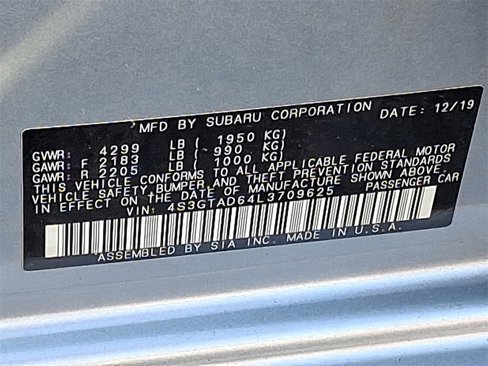 MFD BY SUBARU CORPORATION DATE: 12/19
GVWR: 4299 LB ( 1950 KG)
GAWR: F 2183 LB ( 990 KG)
GAWR: R 2205 LB ( 1000 KG)
THIS VEHICLE CONFORMS TO ALL APPLICABLE FEDERAL MOTOR
VEHICLE SAFETY, BUMPER, AND THEFT PREVENTION STANDARDS
IN EFFECT ON THE DATE OF MANUFACTURE SHOWN ABOVE.
VIN: 4S3GTAD64L3709625 PASSENGER CAR
ASSEMBLED BY SIA INC. MADE IN U.S.A.